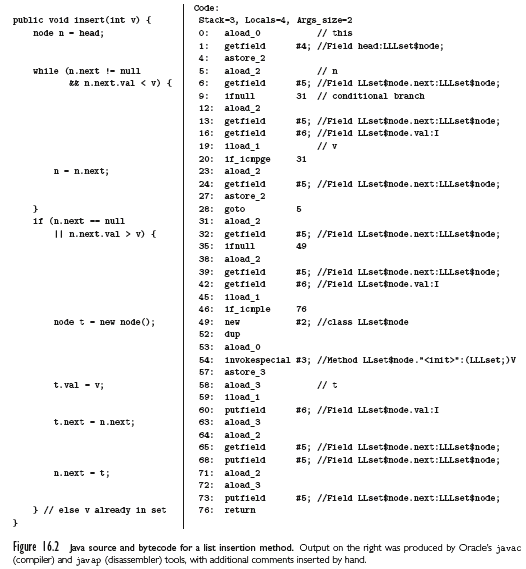 Code:
public void insert(int v) { Stack=3, Locals=4, Args_size=2
node n = head; 0: aload_0 // this
1: getfield #4; //Field head:LLLset$node;
4: astore_2
while (n.next != null 5: aload_2 // n
&& n.next.val < v) { 6: getfield #5; //Field LLset$node.next:LLLset$node;
9: ifnull 31 // conditional branch
12: aload_2
13: getfield #5; //Field LLset$node.next:LLLset$node;
16: getfield #6; //Field LLset$node.val:I
19: iload_1 // v
20: if_icmpge 31
n = n.next; 23: aload_2
24: getfield #5; //Field LLset$node.next:LLLset$node;
27: astore_2
} 28: goto 5
if (n.next == null 31: aload_2
|| n.next.val > v) { 32: getfield #5; //Field LLset$node.next:LLLset$node;
35: ifnull 49
38: aload_2
39: getfield #5; //Field LLset$node.next:LLLset$node;
42: getfield #6; //Field LLset$node.val:I
45: iload_1
46: if_icmple 76
node t = new node(); 49: new #2; //class LLset$node
52: dup
53: aload_0
54: invokespecial #3; //Method LLset$node."<init>":(LLLset;)V
57: astore_3
t.val = v; 58: aload_3 // t
59: iload_1
60: putfield #6; //Field LLset$node.val:I
t.next = n.next; 63: aload_3
64: aload_2
65: getfield #5; //Field LLset$node.next:LLLset$node;
68: putfield #5; //Field LLset$node.next:LLLset$node;
n.next = t; 71: aload_2
72: aload_3
73: putfield #5; //Field LLset$node.next:LLLset$node;
} // else v already in set 76: return
}
Figure 16.2 Java source and bytecode for a list insertion method. Output on the right was produced by Oracle's javac
(compiler) and javap (disassembler) tools, with additional comments inserted by hand.